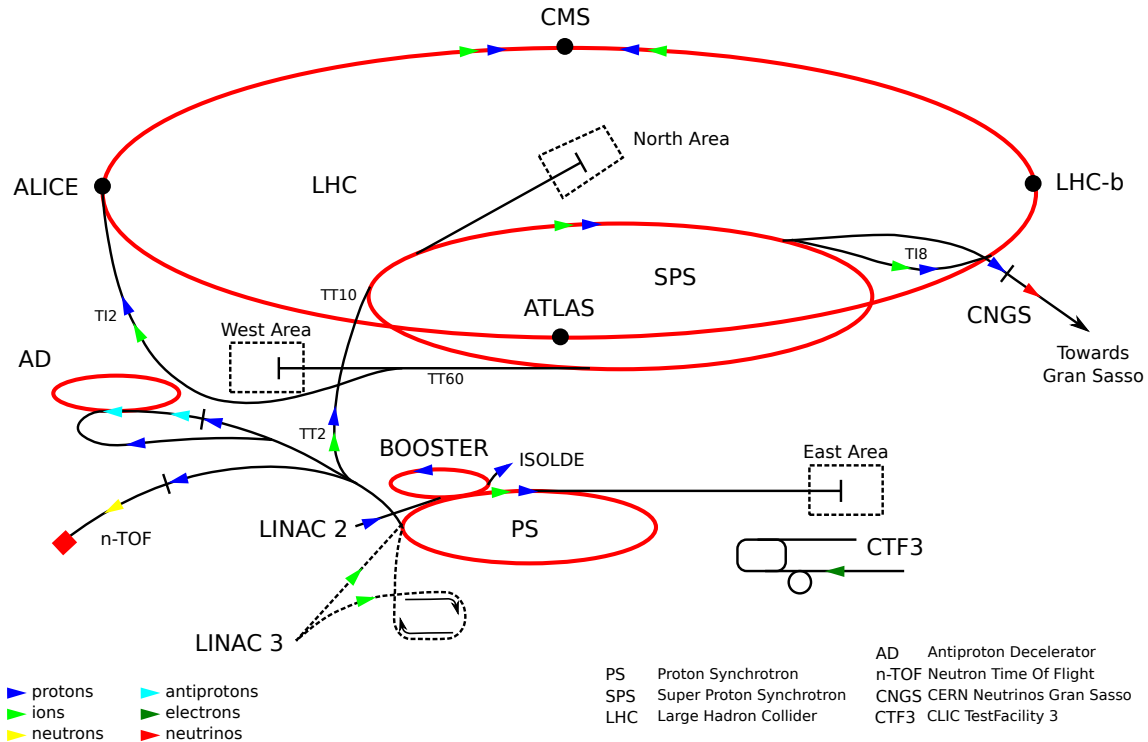 CMS
North Area
ALICE
LHC
LHC-b
TI8
SPS
TT10
ATLAS
TI2
West Area
CNGS
AD
TT60
Towards
Gran Sasso
TT2
BOOSTER
ISOLDE
East Area
LINAC 2
PS
n-TOF
CTF3
LINAC 3
protons
ions
neutrons
antiprotons
electrons
neutrinos
PS Proton Synchrotron
SPS Super Proton Synchrotron
LHC Large Hadron Collider
AD Antiproton Decelerator
n-TOF Neutron Time Of Flight
CNGS CERN Neutrinos Gran Sasso
CTF3 CLIC TestFacility 3